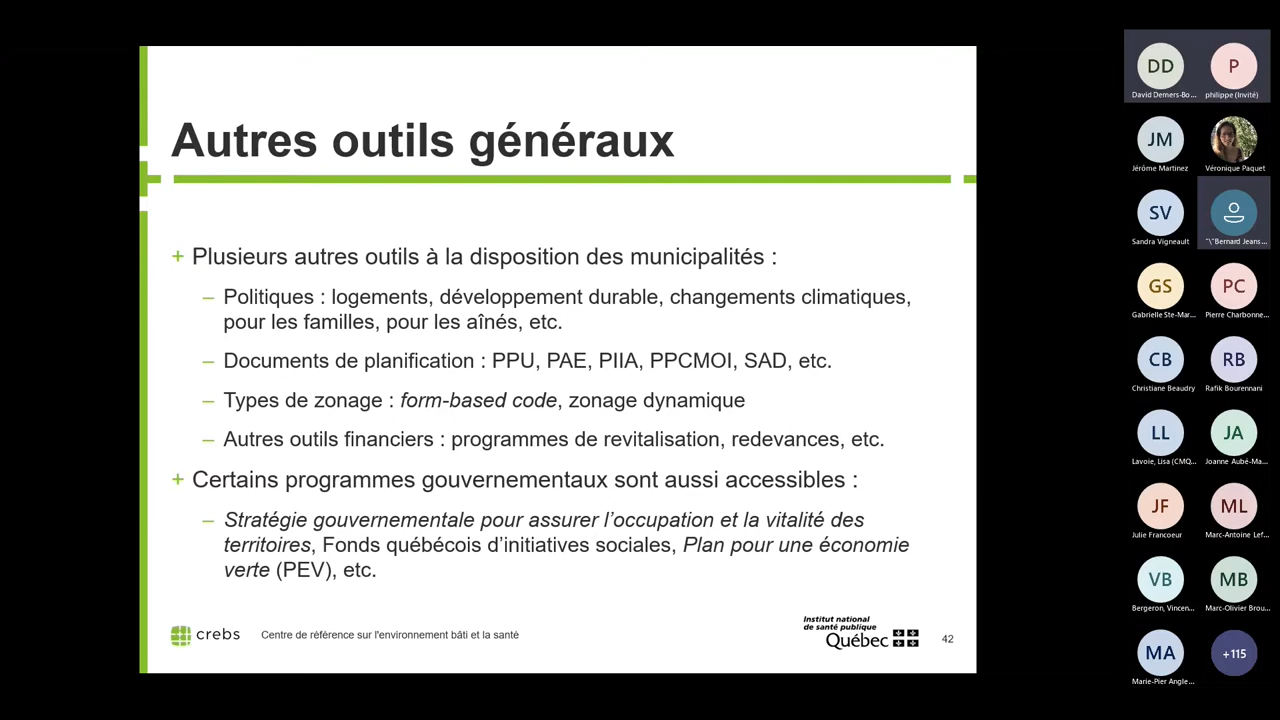 Autres outils généraux
+ Plusieurs autres outils à la disposition des municipalités :
– Politiques : logements, développement durable, changements climatiques,
pour les familles, pour les aînés, etc.
– Documents de planification : PPU, PAE, PIIA, PPCMOI, SAD, etc.
– Types de zonage : form-based code, zonage dynamique
– Autres outils financiers : programmes de revitalisation, redevances, etc.
+ Certains programmes gouvernementaux sont aussi accessibles :
– Stratégie gouvernementale pour assurer l’occupation et la vitalité des
territoires, Fonds québécois d’initiatives sociales, Plan pour une économie
verte (PEV), etc.
crebs
Centre de référence sur l'environnement bâti et la santé
Institut national
de santé publique
Québec
42
DD
David Demers-Bo...
P
philippe (Invité)
JM
Jérôme Martinez
Véronique Paquet
SV
Sandra Vigneault
"\"Bernard Jeans...
GS
Gabrielle Ste-Mar...
PC
Pierre Charbonne...
CB
Christiane Beaudry
RB
Rafik Bourennani
LL
Lavoie, Lisa (CMQ...
JA
Joanne Aubé-Ma...
JF
Julie Francoeur
ML
Marc-Antoine Lef...
VB
Bergeron, Vincen...
MB
Marc-Olivier Brou...
MA
Marie-Pier Angle...
+115